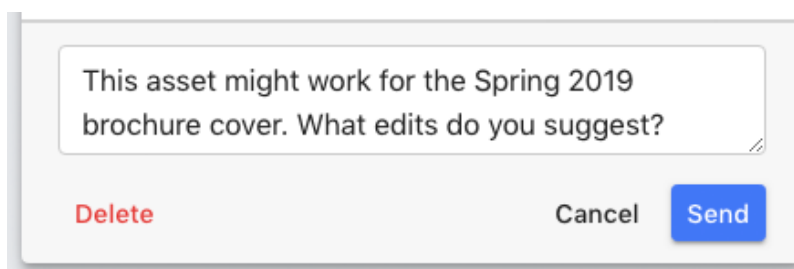 This asset might work for the Spring 2019
brochure cover. What edits do you suggest?
Delete
Cancel
Send